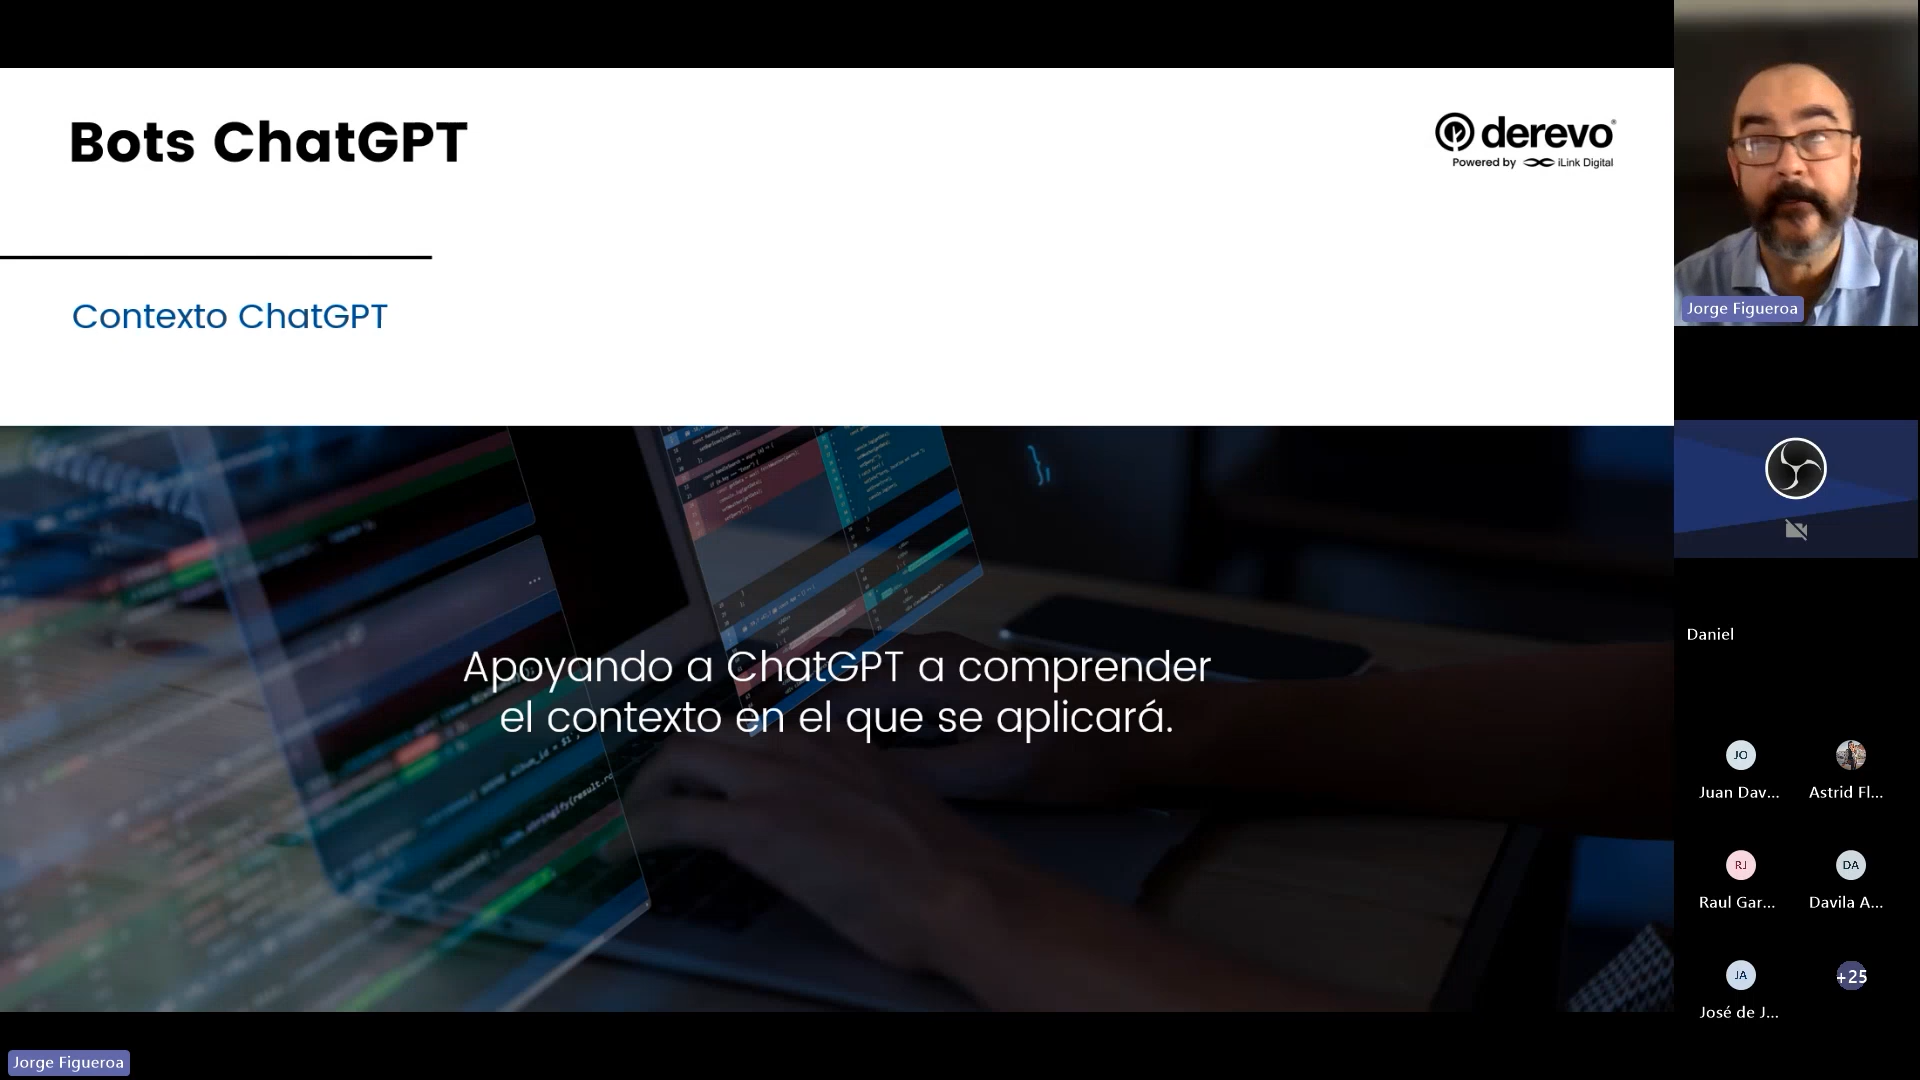 Bots ChatGPT
derevo
Powered by iLink Digital
Contexto ChatGPT
Apoyando a ChatGPT a comprender
el contexto en el que se aplicará.
Jorge Figueroa
Daniel
JO
Juan Dav...
Astrid Fl...
RJ
DA
Raul Gar...
Davila A...
JA
+25
José de J...
Jorge Figueroa